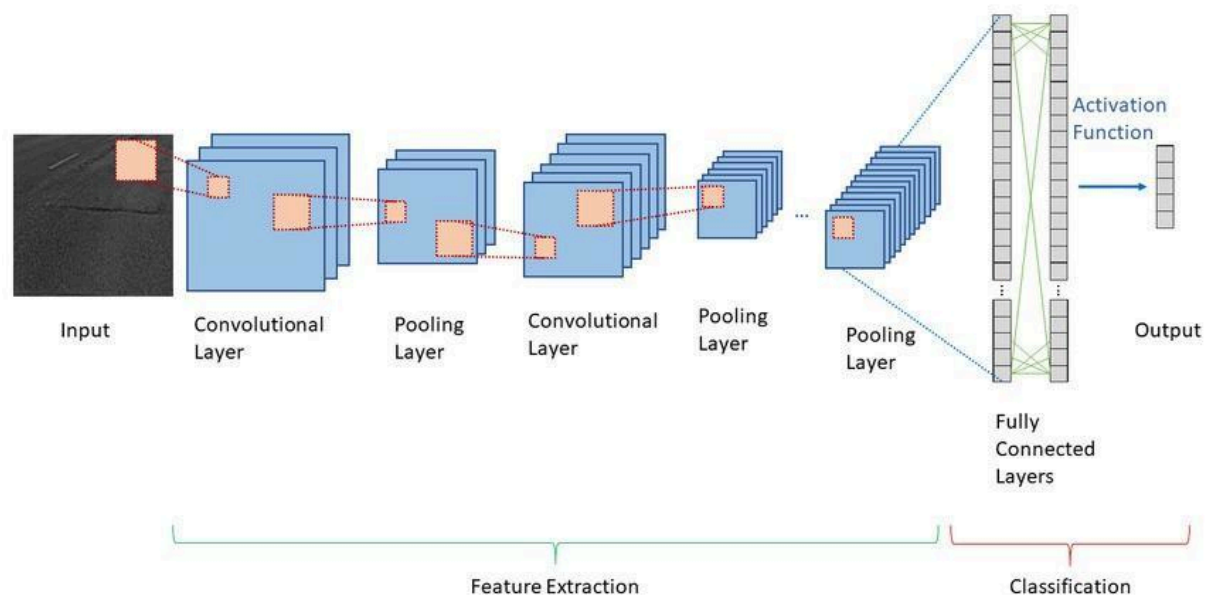 Activation
Function
Input
Convolutional
Layer
Pooling
Layer
Convolutional
Layer
...
Pooling
Layer
Pooling
Layer
Output
Fully
Connected
Layers
Feature Extraction
Classification